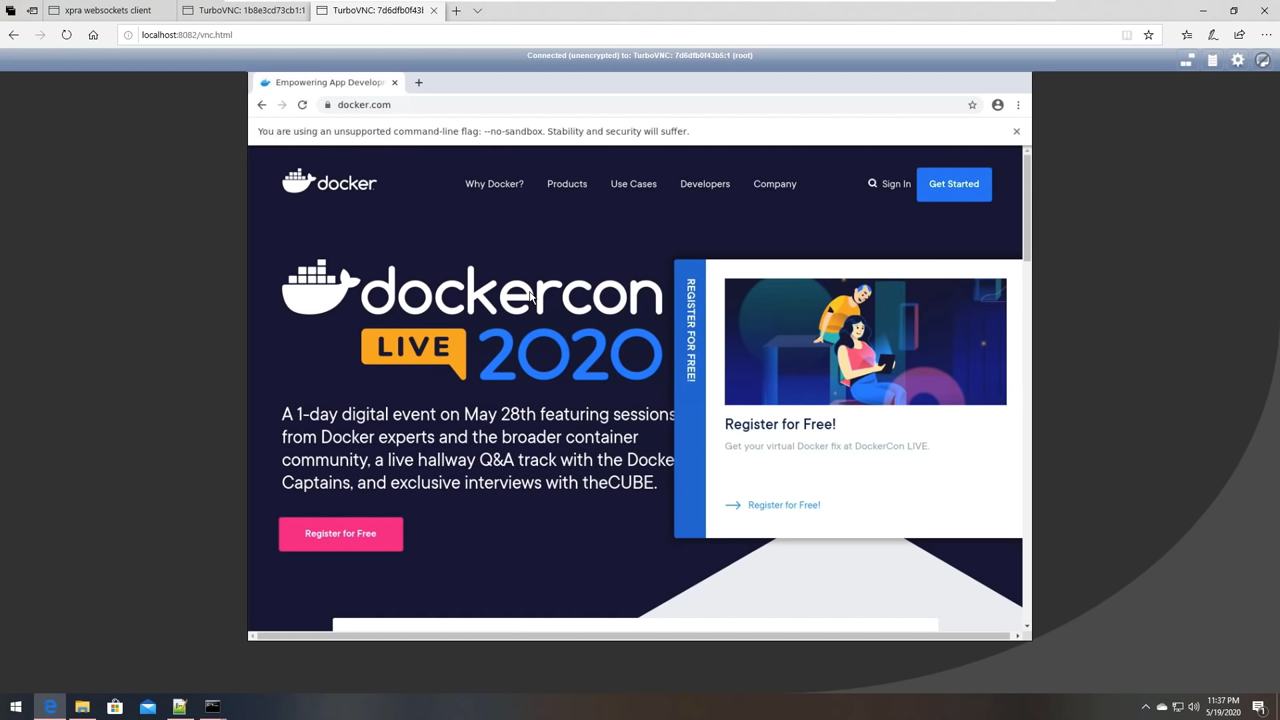 xpra websockets client
TurboVNC: 1b8e3cd73cb1:1
TurboVNC: 7d6dfb0f43b
localhost:8082/vnc.html
Connected (unencrypted) to: TurboVNC: 7d6dfb0f43b5:1 (root)
Empowering App Develop
docker.com
You are using an unsupported command-line flag: --no-sandbox. Stability and security will suffer.
docker
Why Docker?
Products
Use Cases
Developers
Company
Sign In
Get Started
dockercon
LIVE 2020
A 1-day digital event on May 28th featuring sessions
from Docker experts and the broader container
community, a live hallway Q&A track with the Docke
Captains, and exclusive interviews with theCUBE.
Register for Free
REGISTER FOR FREE!
Register for Free!
Get your virtual Docker fix at DockerCon LIVE.
Register for Free!
11:37 PM
5/19/2020